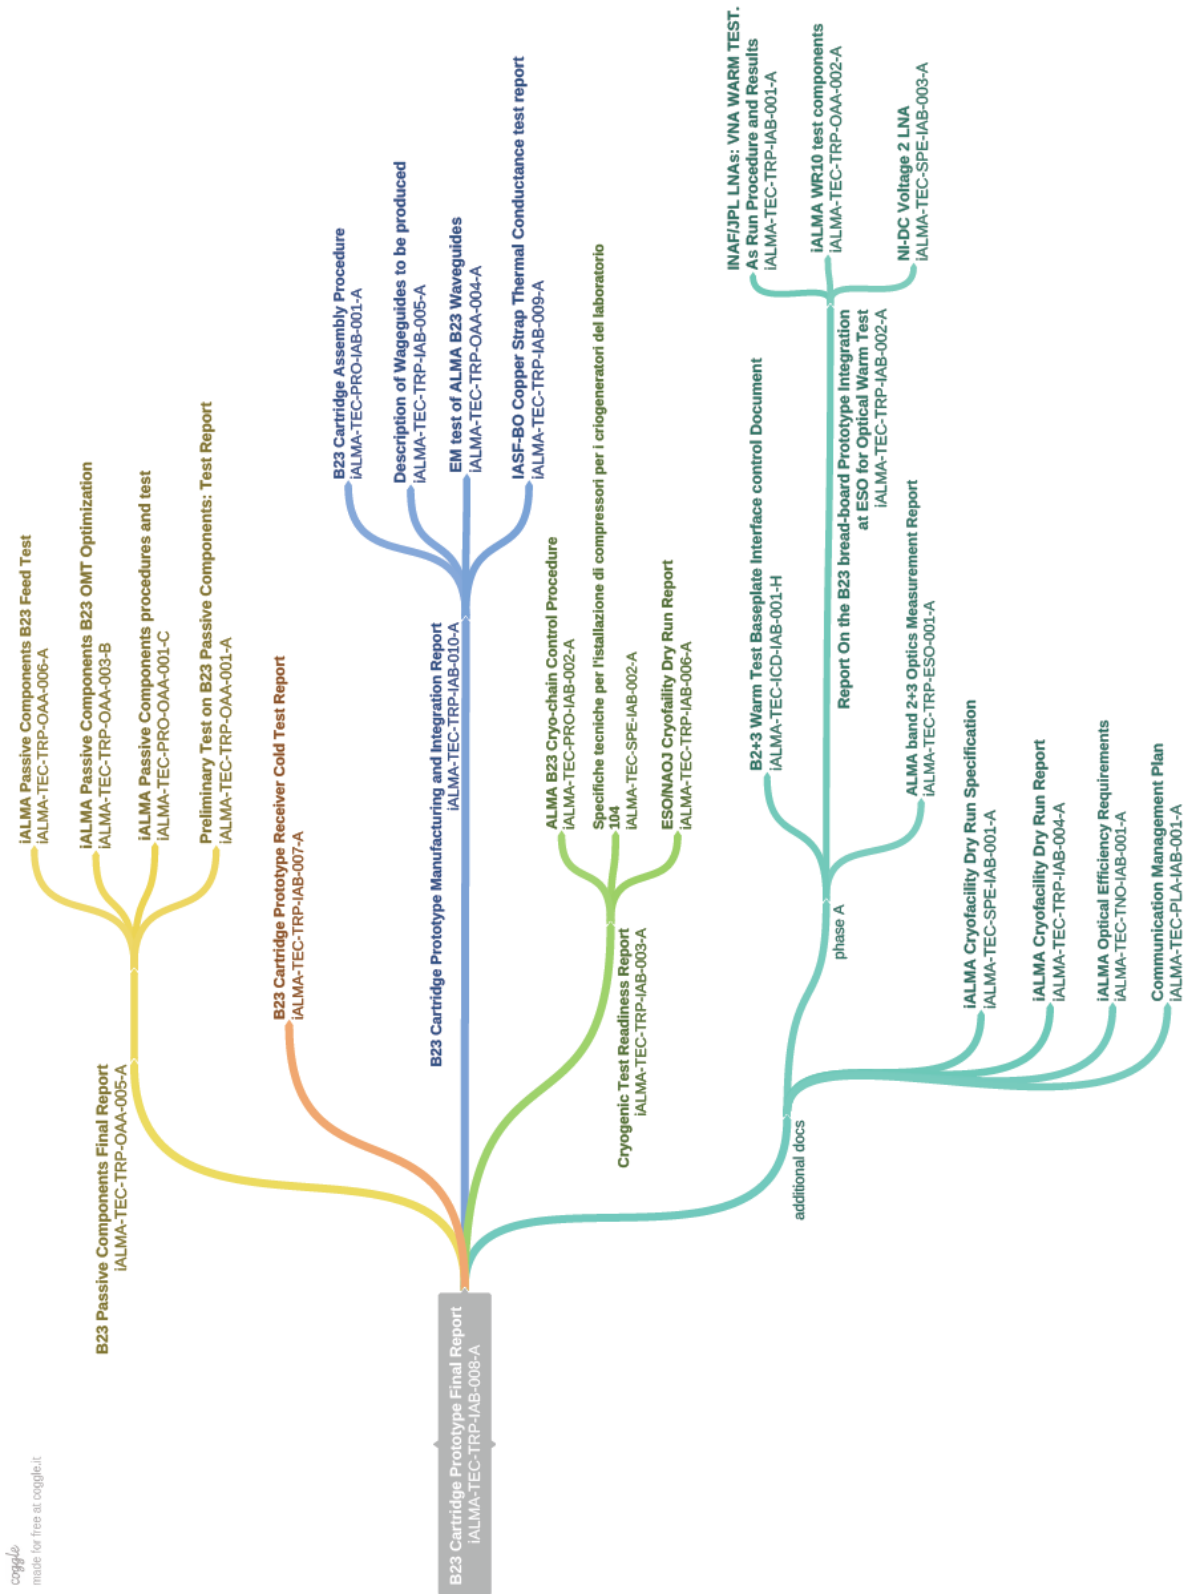 coggle
made for free at coggle.it
B23 Cartridge Prototype Final Report
iALMA-TEC-TRP-IAB-008-A
B23 Passive Components Final Report
iALMA-TEC-TRP-OAA-005-A
iALMA Passive Components B23 Feed Test
iALMA-TEC-TRP-OAA-006-A
iALMA Passive Components B23 OMT Optimization
iALMA-TEC-TRP-OAA-003-B
iALMA Passive Components procedures and test
iALMA-TEC-PRO-OAA-001-C
Preliminary Test on B23 Passive Components: Test Report
iALMA-TEC-TRP-OAA-001-A
B23 Cartridge Prototype Receiver Cold Test Report
iALMA-TEC-TRP-IAB-007-A
B23 Cartridge Prototype Manufacturing and Integration Report
iALMA-TEC-TRP-IAB-010-A
B23 Cartridge Assembly Procedure
iALMA-TEC-PRO-IAB-001-A
Description of Wageguides to be produced
iALMA-TEC-TRP-IAB-005-A
EM test of ALMA B23 Waveguides
iALMA-TEC-TRP-OAA-004-A
IASF-BO Copper Strap Thermal Conductance test report
iALMA-TEC-TRP-IAB-009-A
Cryogenic Test Readiness Report
iALMA-TEC-TRP-IAB-003-A
ALMA B23 Cryo-chain Control Procedure
iALMA-TEC-PRO-IAB-002-A
Specifiche tecniche per l'istallazione di compressori per i criogeneratori del laboratorio
104
iALMA-TEC-SPE-IAB-002-A
ESO/NAOJ Cryofaility Dry Run Report
iALMA-TEC-TRP-IAB-006-A
additional docs
phase A
B2+3 Warm Test Baseplate Interface control Document
iALMA-TEC-ICD-IAB-001-H
Report On the B23 bread-board Prototype Integration
at ESO for Optical Warm Test
iALMA-TEC-TRP-IAB-002-A
INAF/JPL LNAs: VNA WARM TEST.
As Run Procedure and Results
iALMA-TEC-TRP-IAB-001-A
iALMA WR10 test components
iALMA-TEC-TRP-OAA-002-A
NI-DC Voltage 2 LNA
iALMA-TEC-SPE-IAB-003-A
ALMA band 2+3 Optics Measurement Report
iALMA-TEC-TRP-ESO-001-A
iALMA Cryofacility Dry Run Specification
iALMA-TEC-SPE-IAB-001-A
iALMA Cryofacility Dry Run Report
iALMA-TEC-TRP-IAB-004-A
iALMA Optical Efficiency Requirements
iALMA-TEC-TNO-IAB-001-A
Communication Management Plan
iALMA-TEC-PLA-IAB-001-A